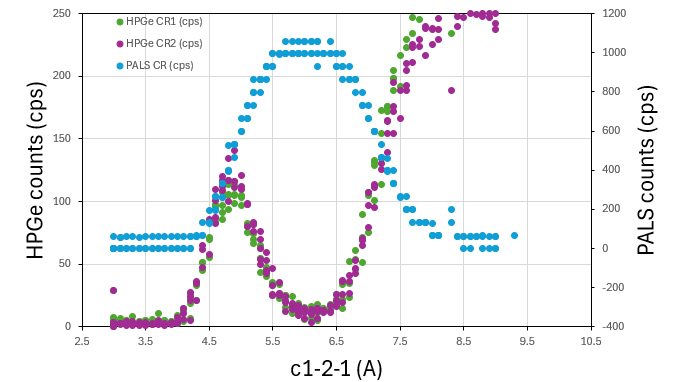 HPGe CR1 (cps)
HPGe CR2 (cps)
PALS CR (cps)
HPGe counts (cps)
250
200
150
100
50
0
PALS counts (cps)
1200
1000
800
600
400
200
0
-200
-400
2.5 3.5 4.5 5.5 6.5 7.5 8.5 9.5 10.5
c1-2-1 (A)